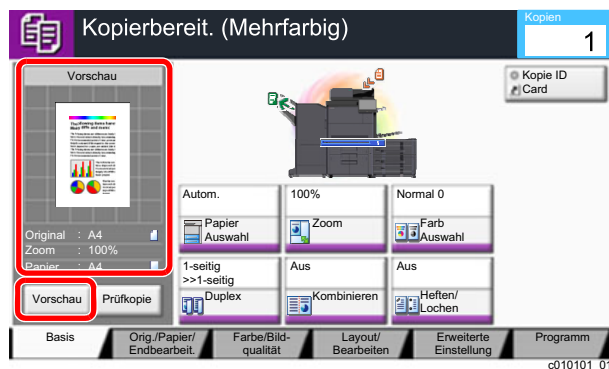 Kopierbereit. (Mehrfarbig)
Kopien
1
Vorschau
Original : A4
Zoom : 100%
Papier : A4
Vorschau
Prüfkopie
Kopie ID
Card
Autom.
Papier
Auswahl
100%
Zoom
Normal 0
Farb
Auswahl
1-seitig
>>1-seitig
Duplex
Aus
Kombinieren
Aus
Heften/
Lochen
Basis
Orig./Papier/
Endbearbeit.
Farbe/Bild-
qualität
Layout/
Bearbeiten
Erweiterte
Einstellung
Programm
c010101_01